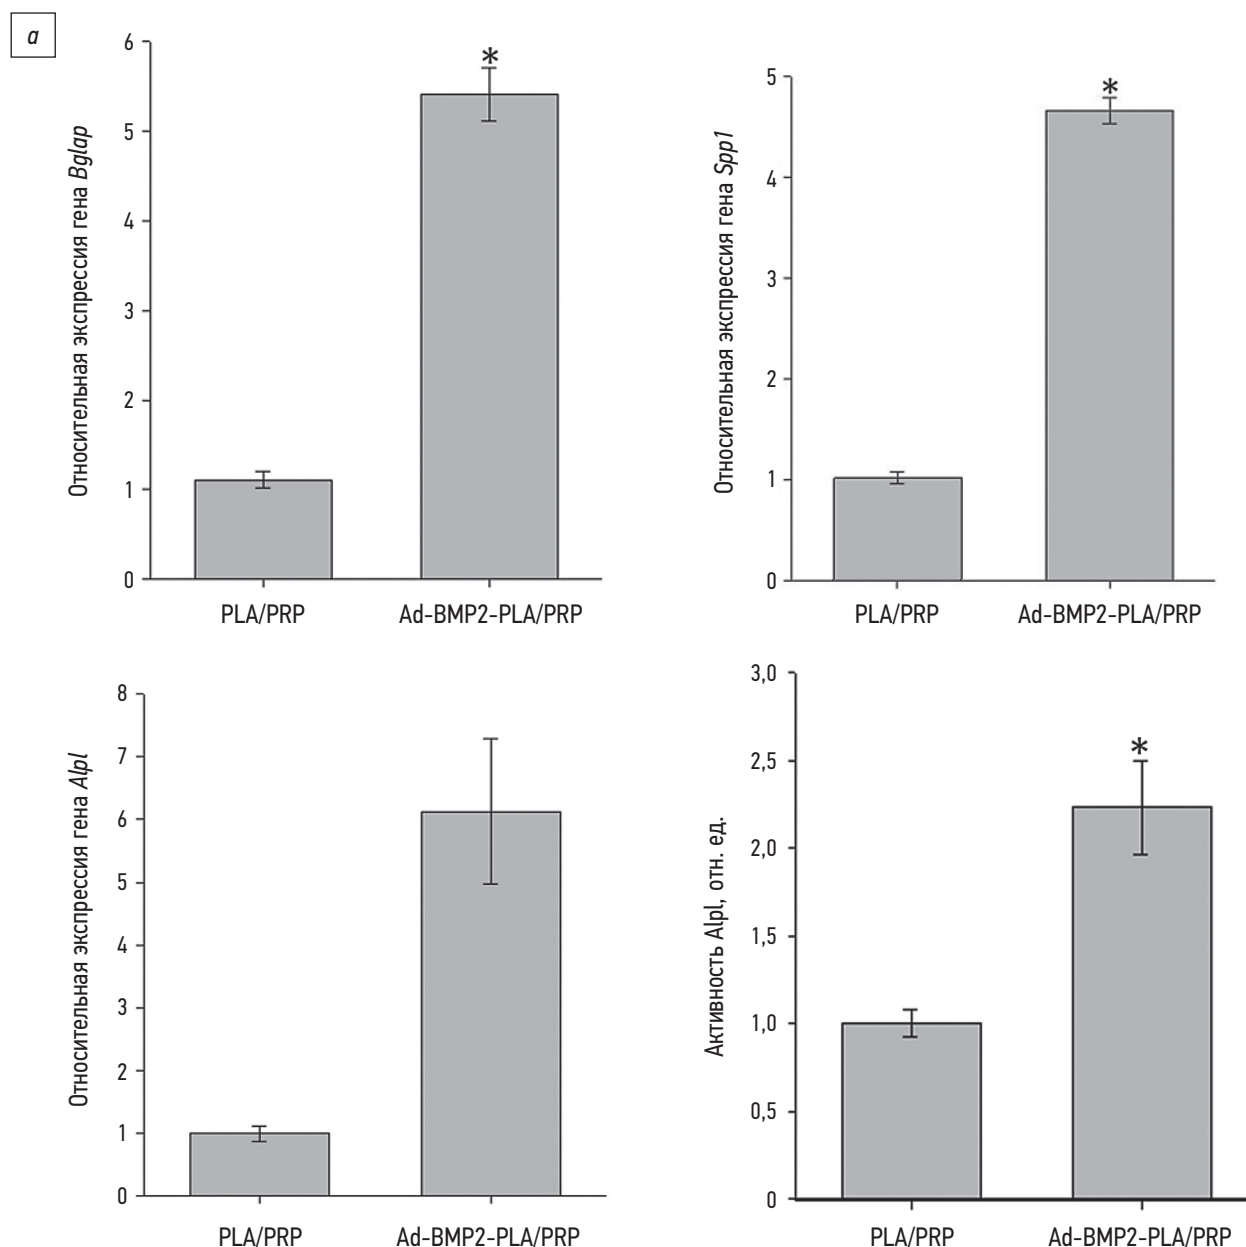 а
6
5
4
3
2
1
0
Относительная экспрессия гена Bglap
*
PLA/PRP
Ad-BMP2-PLA/PRP
5
4
3
2
1
0
Относительная экспрессия гена Spp1
*
PLA/PRP
Ad-BMP2-PLA/PRP
8
7
6
5
4
3
2
1
0
Относительная экспрессия гена Alpl
PLA/PRP
Ad-BMP2-PLA/PRP
3,0
2,5
2,0
1,5
1,0
0,5
0
Активность Alpl, отн. ед.
*
PLA/PRP
Ad-BMP2-PLA/PRP